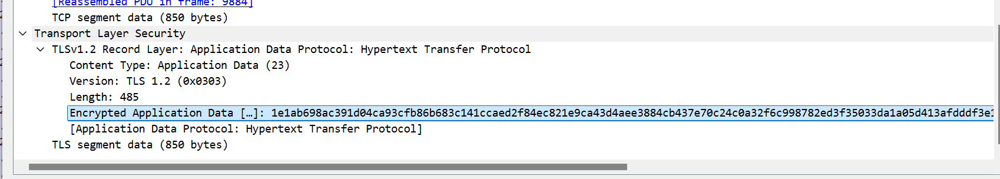 [Reassembled PDU in frame: 9884]
TCP segment data (850 bytes)
Transport Layer Security
TLSv1.2 Record Layer: Application Data Protocol: Hypertext Transfer Protocol
Content Type: Application Data (23)
Version: TLS 1.2 (0x0303)
Length: 485
Encrypted Application Data […]: 1e1ab698ac391d04ca93cfb86b683c141ccaed2f84ec821e9ca43d4aee3884cb437e70c24c0a32f6c998782ed3f35033da1a05d413afdddf3e1
[Application Data Protocol: Hypertext Transfer Protocol]
TLS segment data (850 bytes)